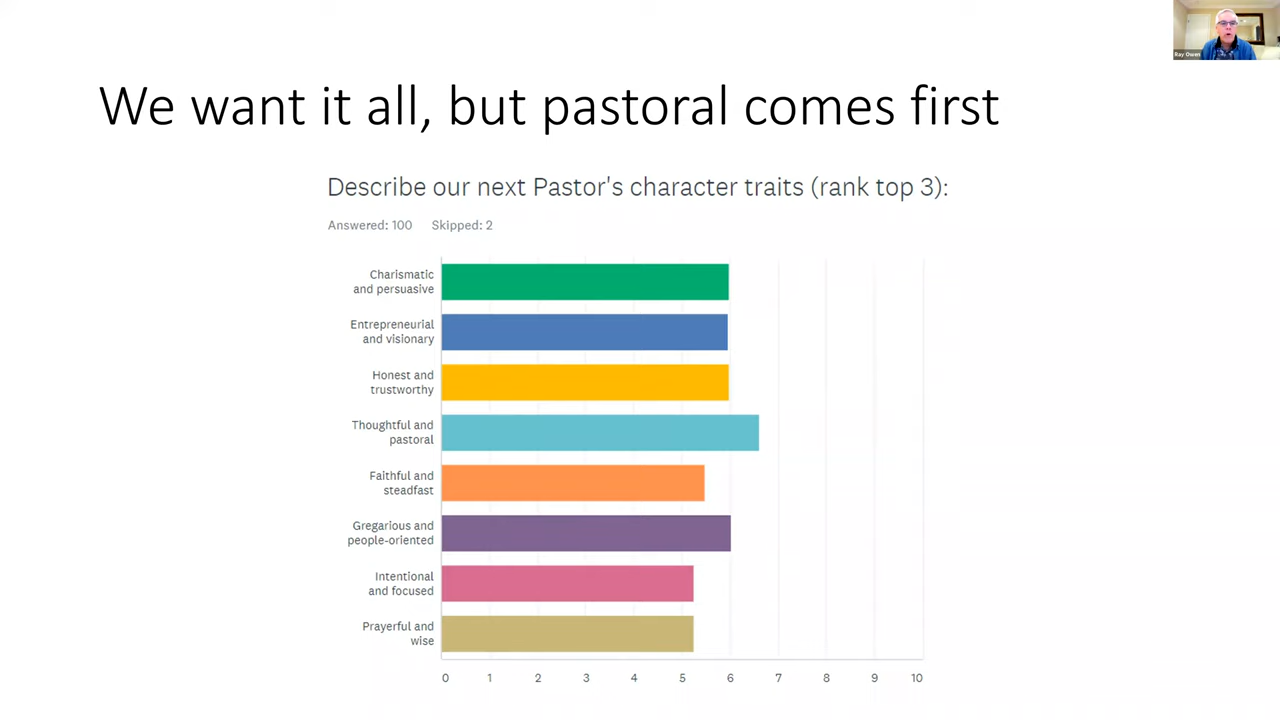 Ray Owen
We want it all, but pastoral comes first
Describe our next Pastor's character traits (rank top 3):
Answered: 100 Skipped: 2
Charismatic
and persuasive
Entrepreneurial
and visionary
Honest and
trustworthy
Thoughtful and
pastoral
Faithful and
steadfast
Gregarious and
people-oriented
Intentional
and focused
Prayerful and
wise
0 1 2 3 4 5 6 7 8 9 10